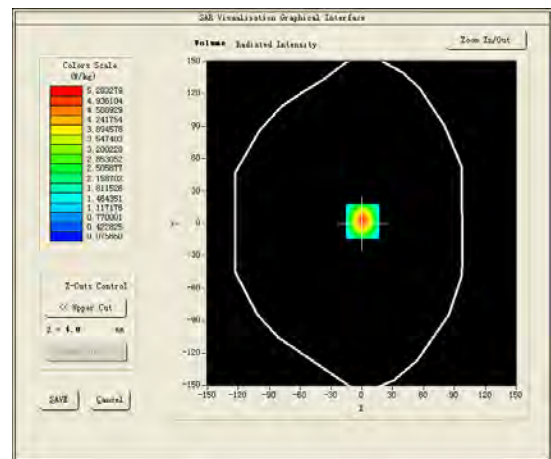 SAR Visualisation Graphical Interface
Volume Radiated Intensity
Zoom In/Out
Colors Scale
(W/kg)
5.283279
4.936104
4.588929
4.241754
3.894578
3.547403
3.200228
2.853052
2.505877
2.158702
1.811526
1.464351
1.117176
0.770001
0.422825
0.075650
150
120
90
60
30
0
-30
-60
-90
-120
-150
Y
-150 -120 -90 -60 -30 0 30 60 90 120 150
X
Z-Cuts Control
<< Upper Cut
Z = 4.0 mm
SAVE
Cancel